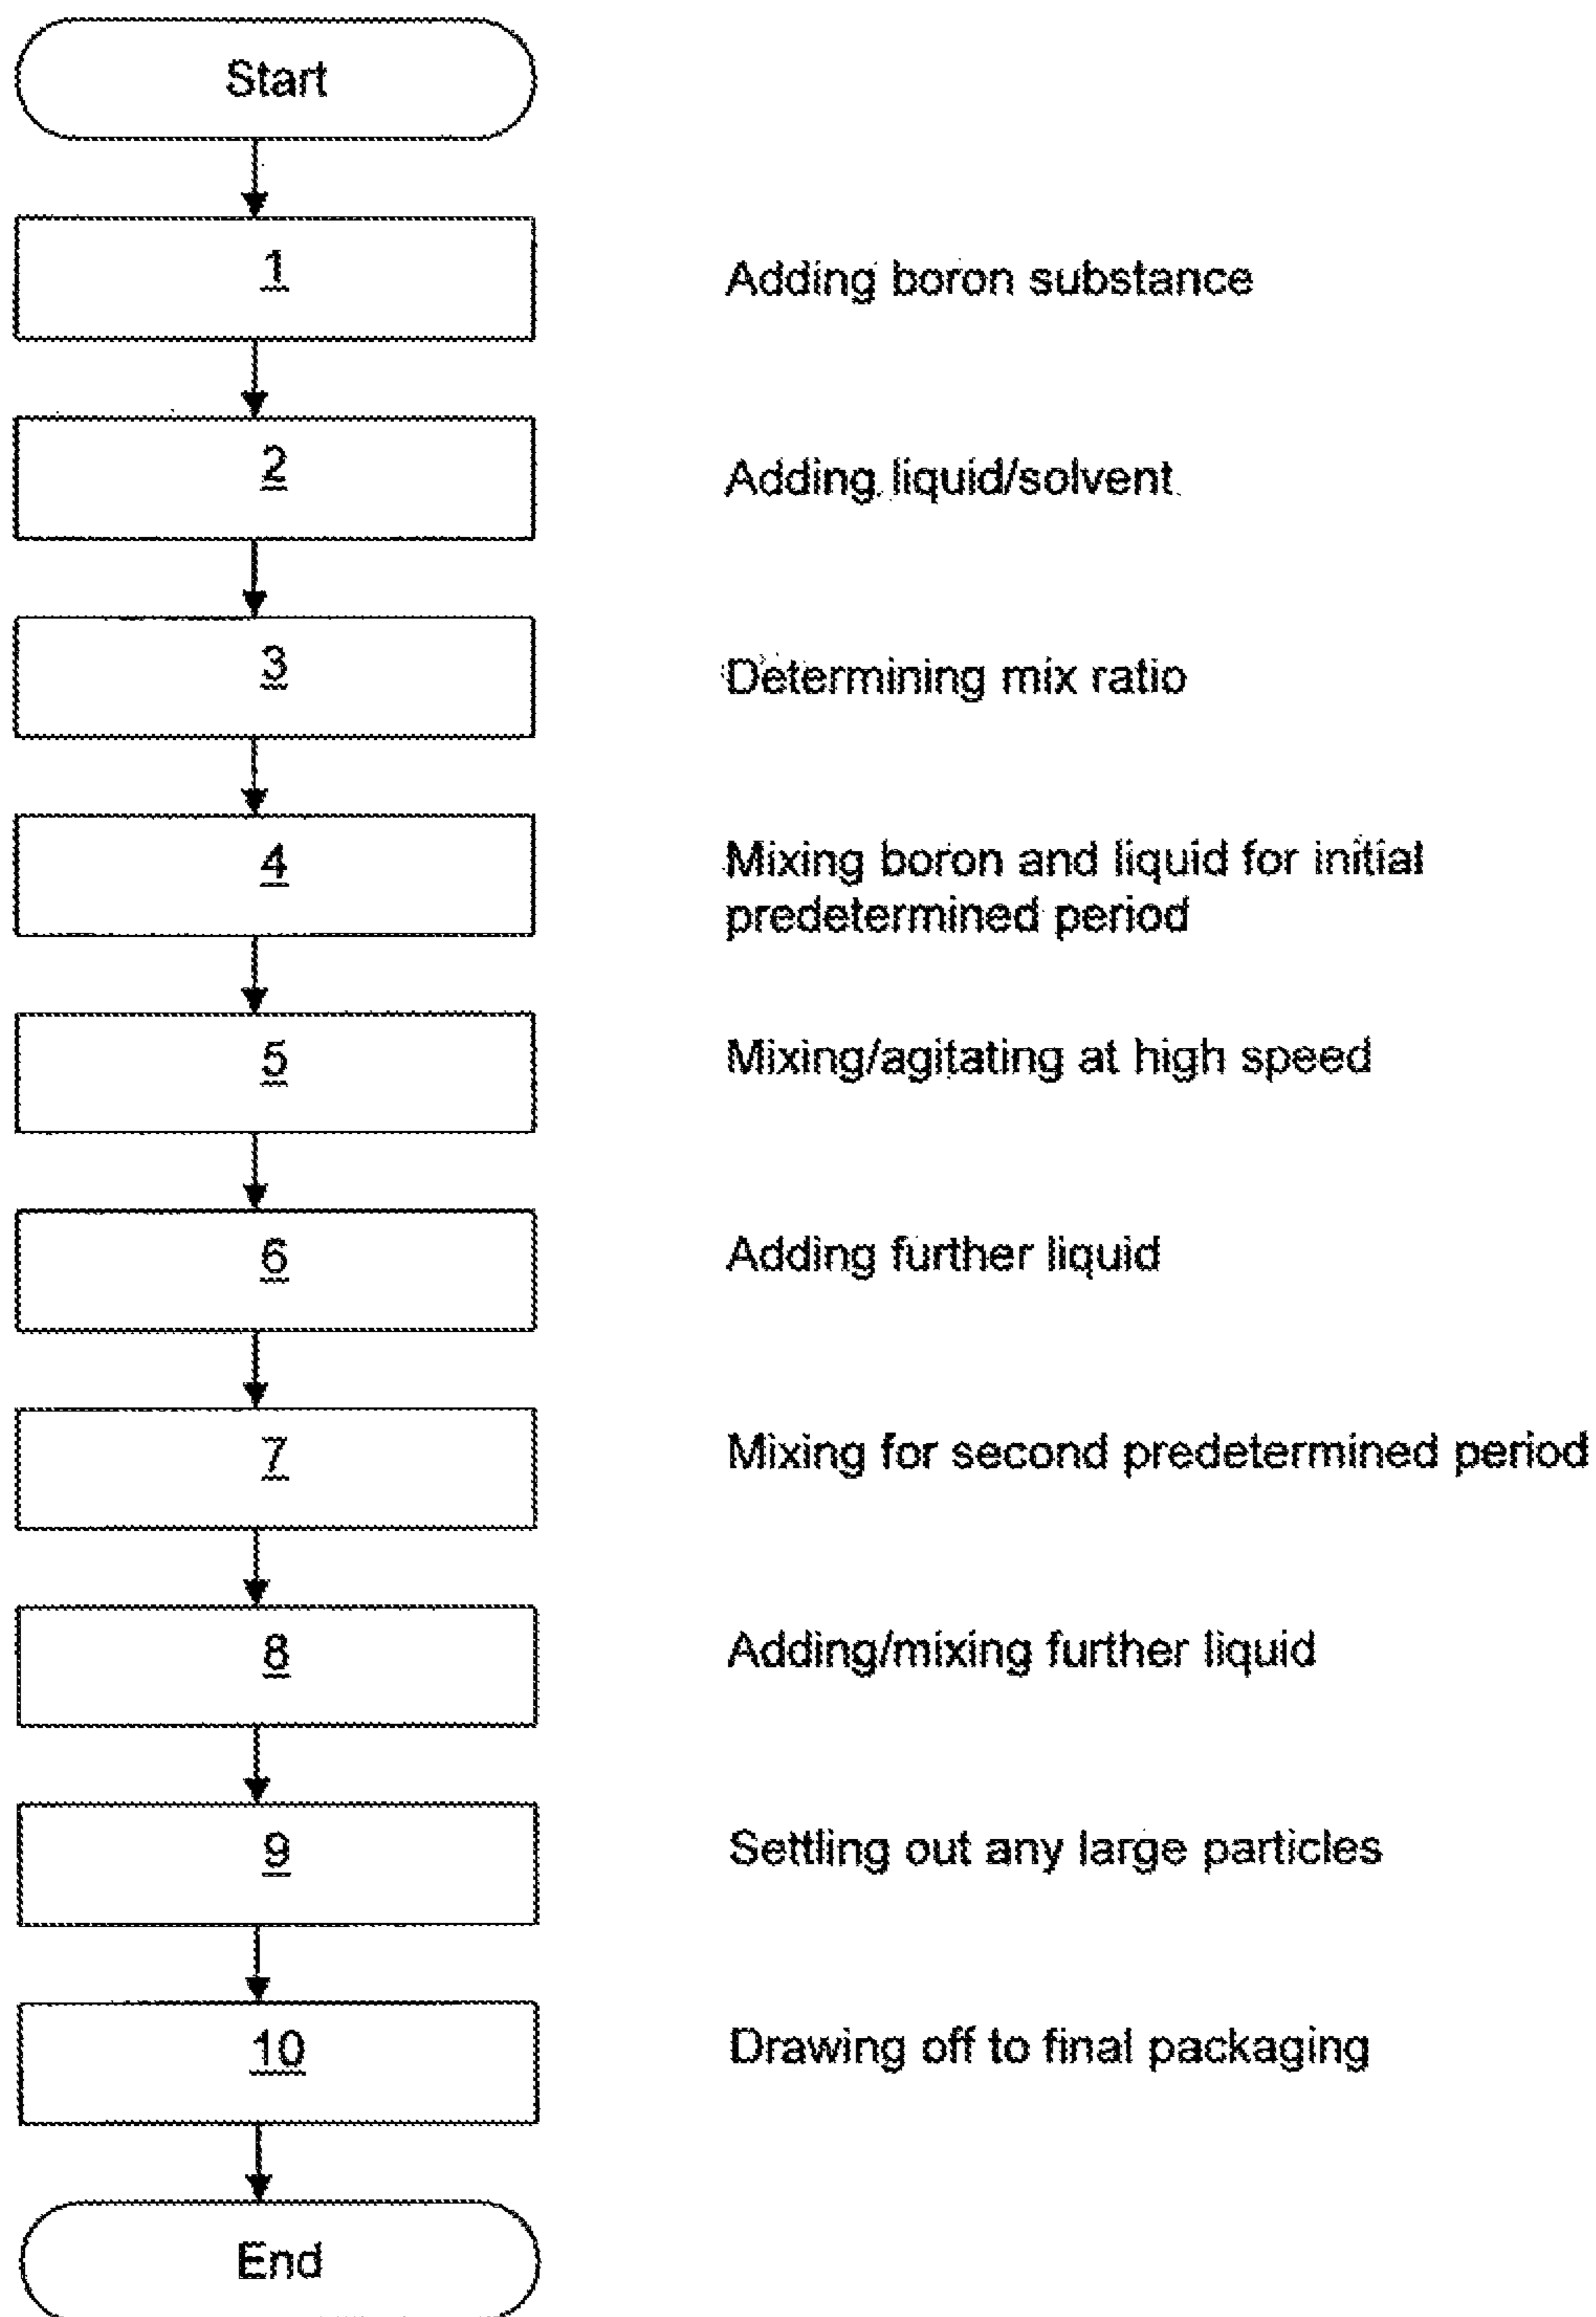 Start
1 Adding boron substance
2 Adding liquid/solvent
3 Determining mix ratio
4 Mixing boron and liquid for initial
predetermined period
5 Mixing/agitating at high speed
6 Adding further liquid
7 Mixing for second predetermined period
8 Adding/mixing further liquid
9 Settling out any large particles
10 Drawing off to final packaging
End